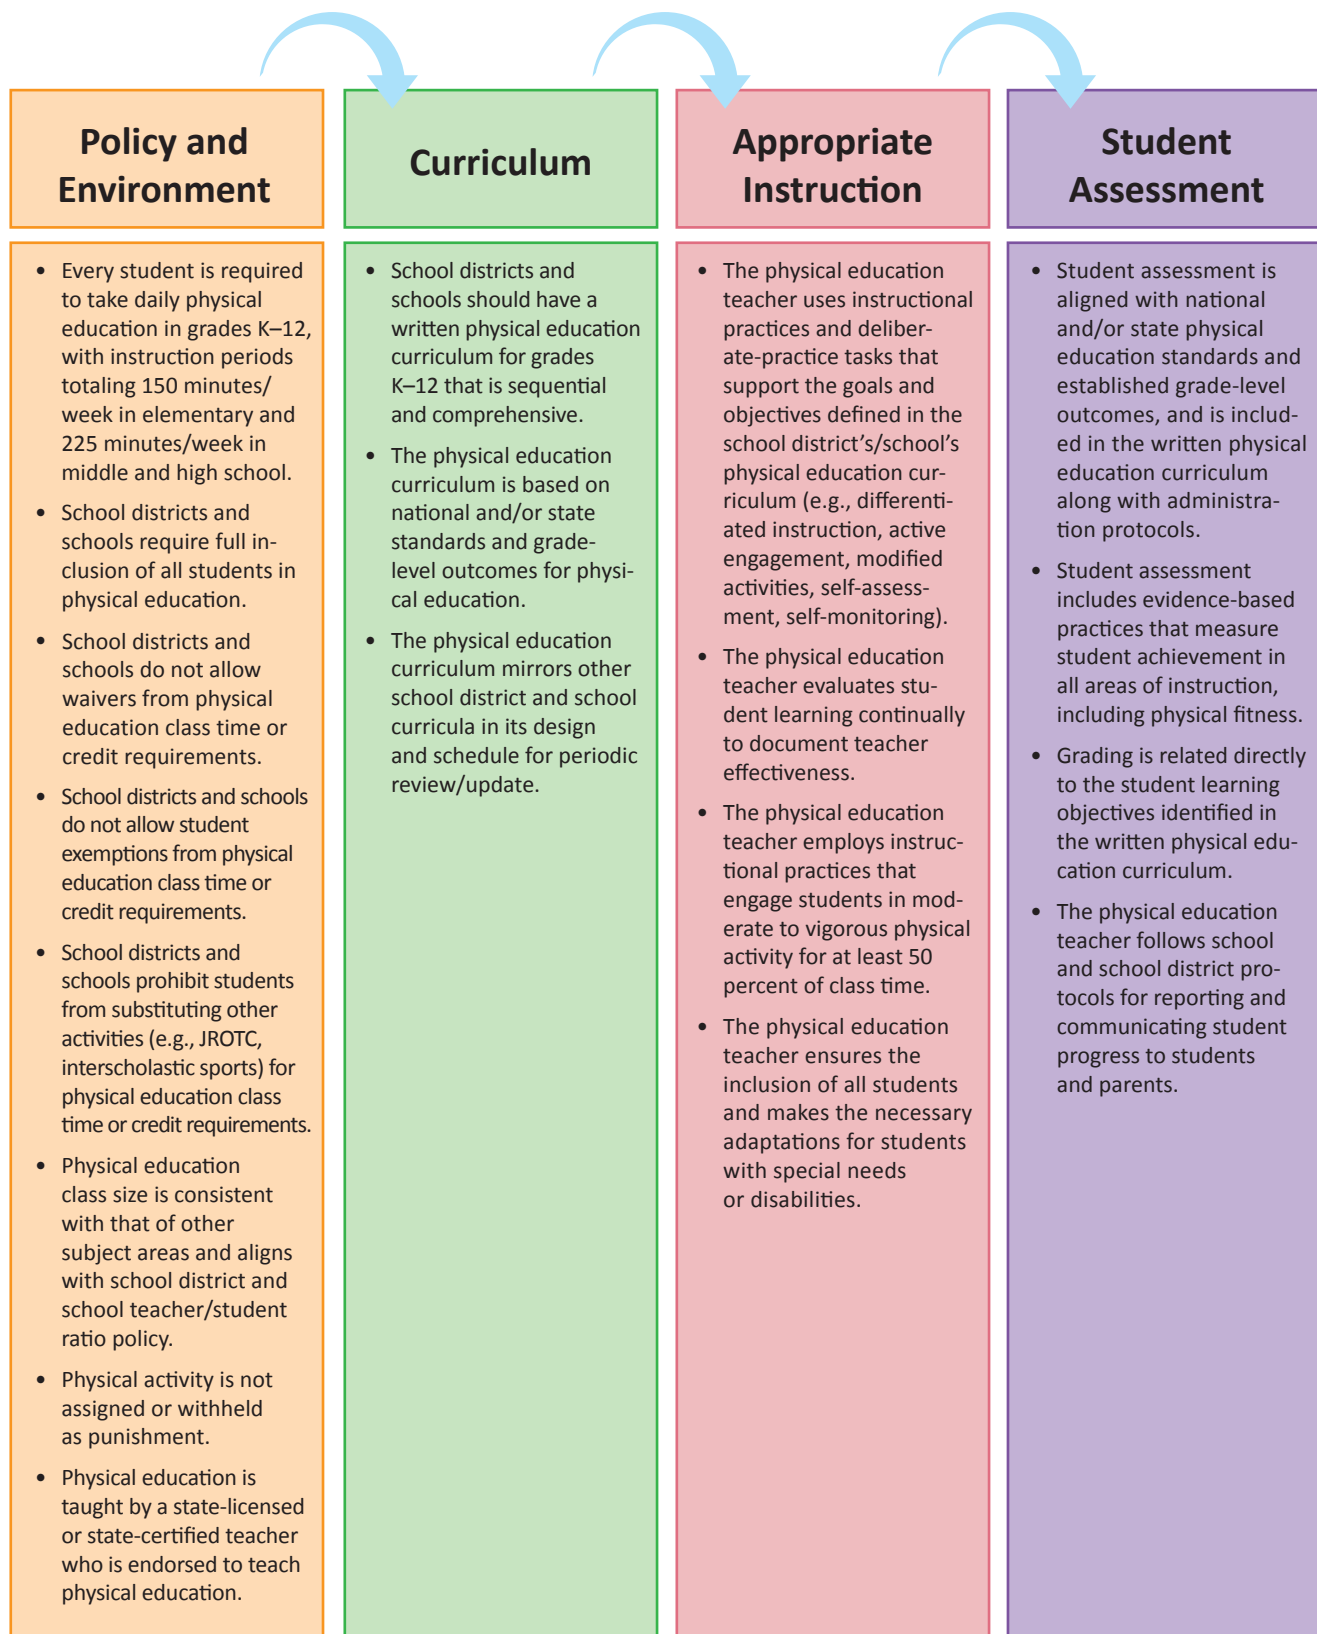 Policy and
Environment
Curriculum
Appropriate
Instruction
Student
Assessment
• Every student is required
to take daily physical
education in grades K–12,
with instruction periods
totaling 150 minutes/
week in elementary and
225 minutes/week in
middle and high school.
• School districts and
schools require full in-
clusion of all students in
physical education.
• School districts and
schools do not allow
waivers from physical
education class time or
credit requirements.
• School districts and schools
do not allow student
exemptions from physical
education class time or
credit requirements.
• School districts and
schools prohibit students
from substituting other
activities (e.g., JROTC,
interscholastic sports) for
physical education class
time or credit requirements.
• Physical education
class size is consistent
with that of other
subject areas and aligns
with school district and
school teacher/student
ratio policy.
• Physical activity is not
assigned or withheld
as punishment.
• Physical education is
taught by a state-licensed
or state-certified teacher
who is endorsed to teach
physical education.
• School districts and
schools should have a
written physical education
curriculum for grades
K–12 that is sequential
and comprehensive.
• The physical education
curriculum is based on
national and/or state
standards and grade-
level outcomes for physi-
cal education.
• The physical education
curriculum mirrors other
school district and school
curricula in its design
and schedule for periodic
review/update.
• The physical education
teacher uses instructional
practices and deliber-
ate-practice tasks that
support the goals and
objectives defined in the
school district's/school's
physical education cur-
riculum (e.g., differenti-
ated instruction, active
engagement, modified
activities, self-assess-
ment, self-monitoring).
• The physical education
teacher evaluates stu-
dent learning continually
to document teacher
effectiveness.
• The physical education
teacher employs instruc-
tional practices that
engage students in mod-
erate to vigorous physical
activity for at least 50
percent of class time.
• The physical education
teacher ensures the
inclusion of all students
and makes the necessary
adaptations for students
with special needs
or disabilities.
• Student assessment is
aligned with national
and/or state physical
education standards and
established grade-level
outcomes, and is includ-
ed in the written physical
education curriculum
along with administra-
tion protocols.
• Student assessment
includes evidence-based
practices that measure
student achievement in
all areas of instruction,
including physical fitness.
• Grading is related directly
to the student learning
objectives identified in
the written physical edu-
cation curriculum.
• The physical education
teacher follows school
and school district pro-
tocols for reporting and
communicating student
progress to students
and parents.